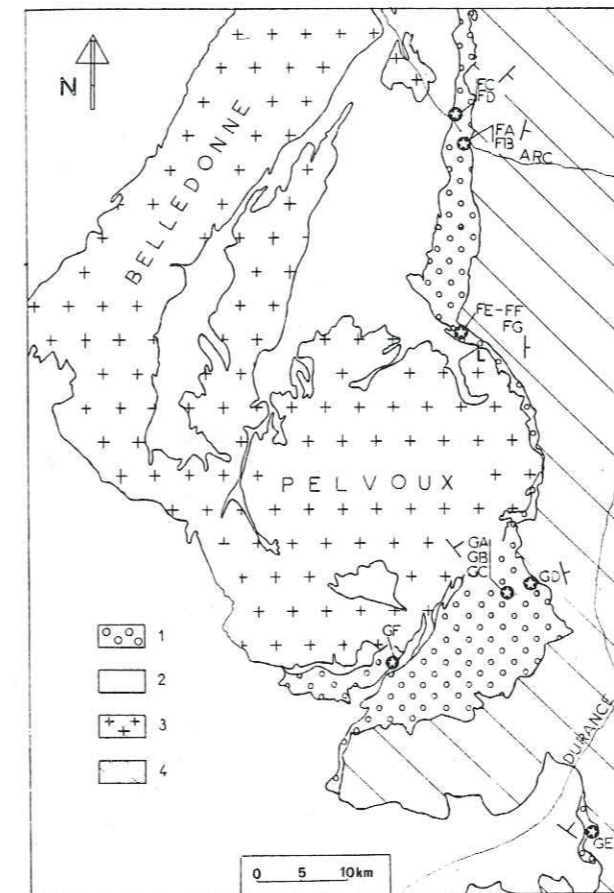 N
BELLEDONNE
FC
FD
FA
FB
ARC
FE-FF
FG
L
PELVOUX
GA
GB
GC
GD
GF
1
2
3
4
DURANCE
GE
0 5 10km